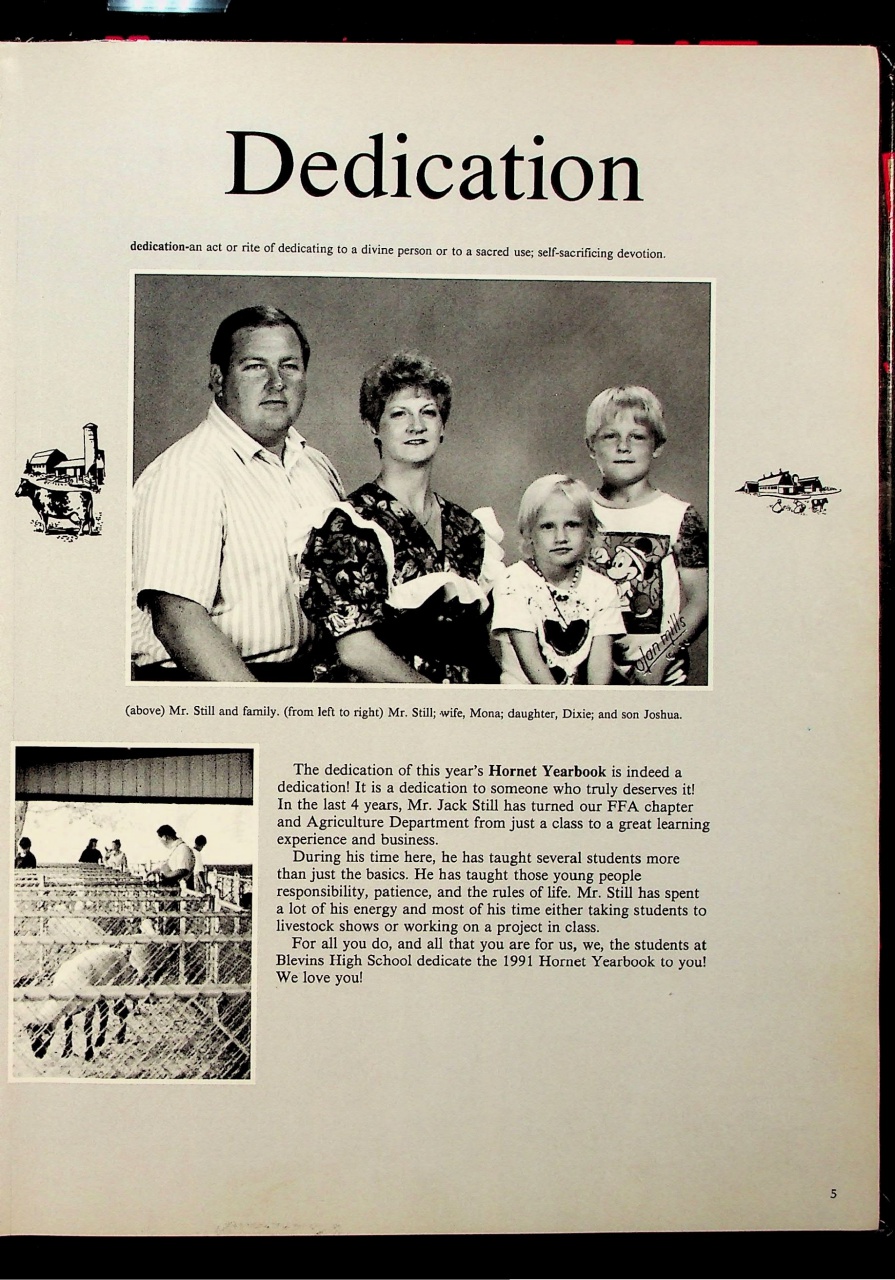 Dedication
dedication-an act or rite of dedicating to a divine person or to a sacred use; self-sacrificing devotion.
olan mills
(above) Mr. Still and family. (from left to right) Mr. Still; wife, Mona; daughter, Dixie; and son Joshua.
The dedication of this year's Hornet Yearbook is indeed a
dedication! It is a dedication to someone who truly deserves it!
In the last 4 years, Mr. Jack Still has turned our FFA chapter
and Agriculture Department from just a class to a great learning
experience and business.
During his time here, he has taught several students more
than just the basics. He has taught those young people
responsibility, patience, and the rules of life. Mr. Still has spent
a lot of his energy and most of his time either taking students to
livestock shows or working on a project in class.
For all you do, and all that you are for us, we, the students at
Blevins High School dedicate the 1991 Hornet Yearbook to you!
We love you!
5